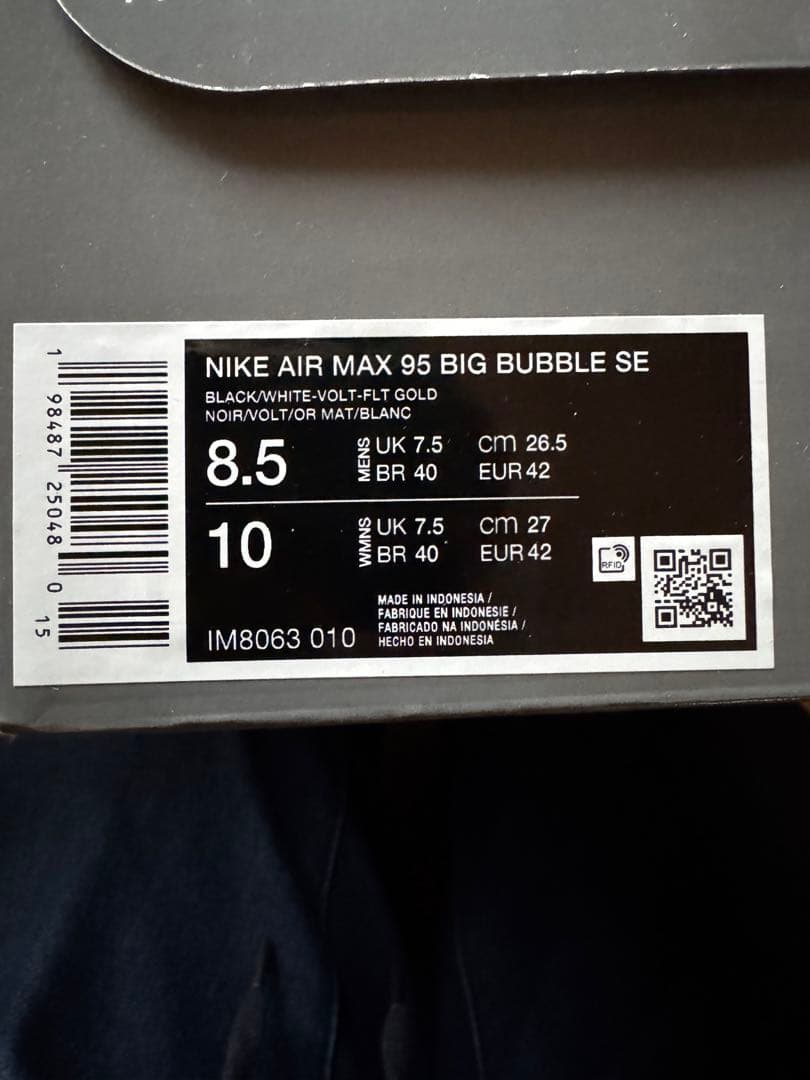 NIKE AIR MAX 95 BIG BUBBLE SE
BLACK/WHITE-VOLT-FLT GOLD
NOIR/VOLT/OR MAT/BLANC
8.5 MENS UK 7.5 cm 26.5
BR 40 EUR 42
10 WMNS UK 7.5 cm 27
BR 40 EUR 42
RFID
MADE IN INDONESIA /
FABRIQUE EN INDONESIE /
FABRICADO NA INDONÉSIA /
HECHO EN INDONESIA
IM8063 010
1 98487 25048 0 15